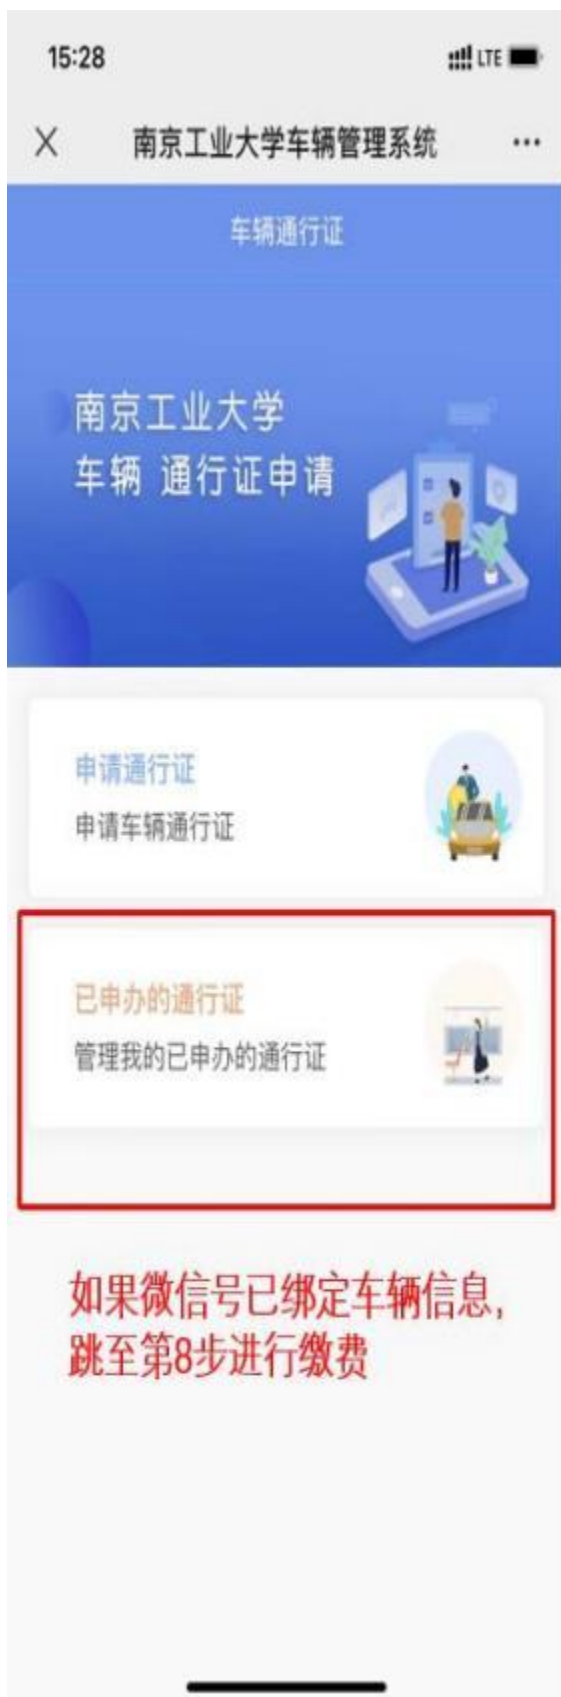 15:28
LTE
南京工业大学车辆管理系统
车辆通行证
南京工业大学
车辆 通行证申请
申请通行证
申请车辆通行证
已申办的通行证
管理我的已申办的通行证
如果微信号已绑定车辆信息,
跳至第8步进行缴费